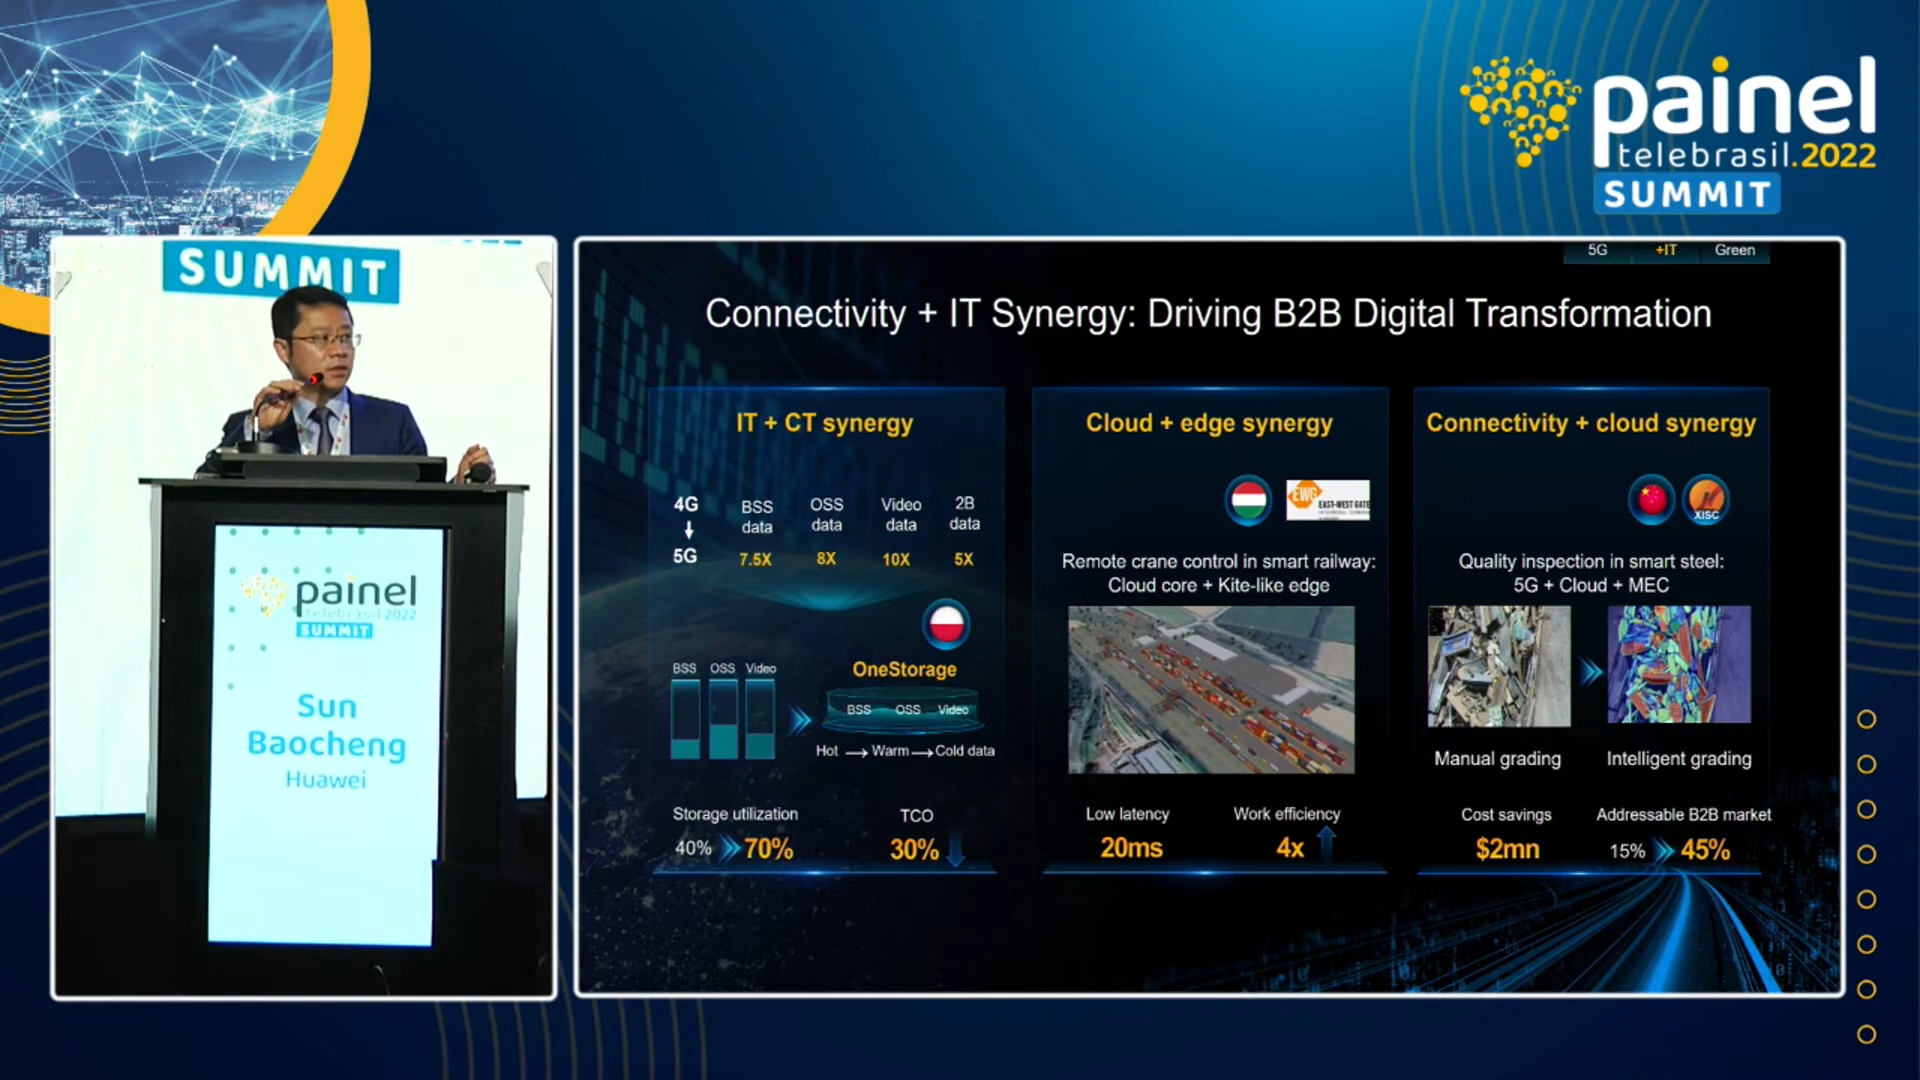 painel
telebrasil.2022
SUMMIT
SUMMIT
painel
telebrasil 2022
SUMMIT
Sun
Baocheng
Huawei
5G +IT Green
Connectivity + IT Synergy: Driving B2B Digital Transformation
IT + CT synergy
4G BSS data OSS data Video data 2B data
5G 7.5X 8X 10X 5X
BSS OSS Video
OneStorage
BSS OSS Video
Hot Warm Cold data
Storage utilization TCO
40% 70% 30%
Cloud + edge synergy
EWG EAST-WEST GATE
Remote crane control in smart railway:
Cloud core + Kite-like edge
Low latency Work efficiency
20ms 4x
Connectivity + cloud synergy
XISC
Quality inspection in smart steel:
5G + Cloud + MEC
Manual grading Intelligent grading
Cost savings Addressable B2B market
$2mn 15% 45%